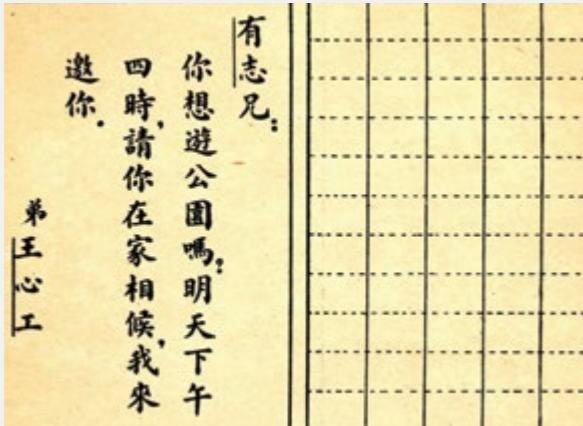 有志兄：
你想遊公園嗎？明天下午
四時，請你在家相候，我來
邀你．
弟王心工